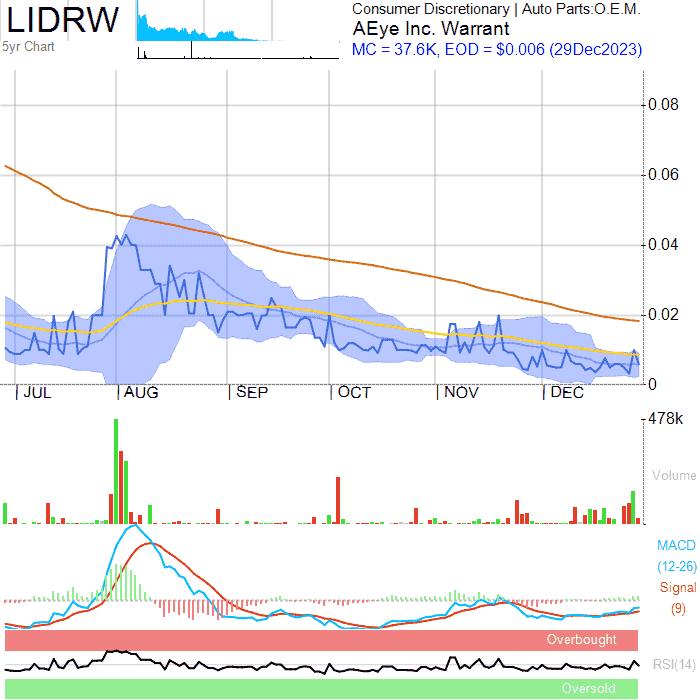 LIDRW
5yr Chart
Consumer Discretionary | Auto Parts:O.E.M.
AEye Inc. Warrant
MC = 37.6K, EOD = $0.006 (29Dec2023)
0.08
0.06
0.04
0.02
0
| JUL | AUG | SEP | OCT | NOV | DEC
478k
Volume
MACD
(12-26)
Signal
(9)
Overbought
RSI(14)
Oversold